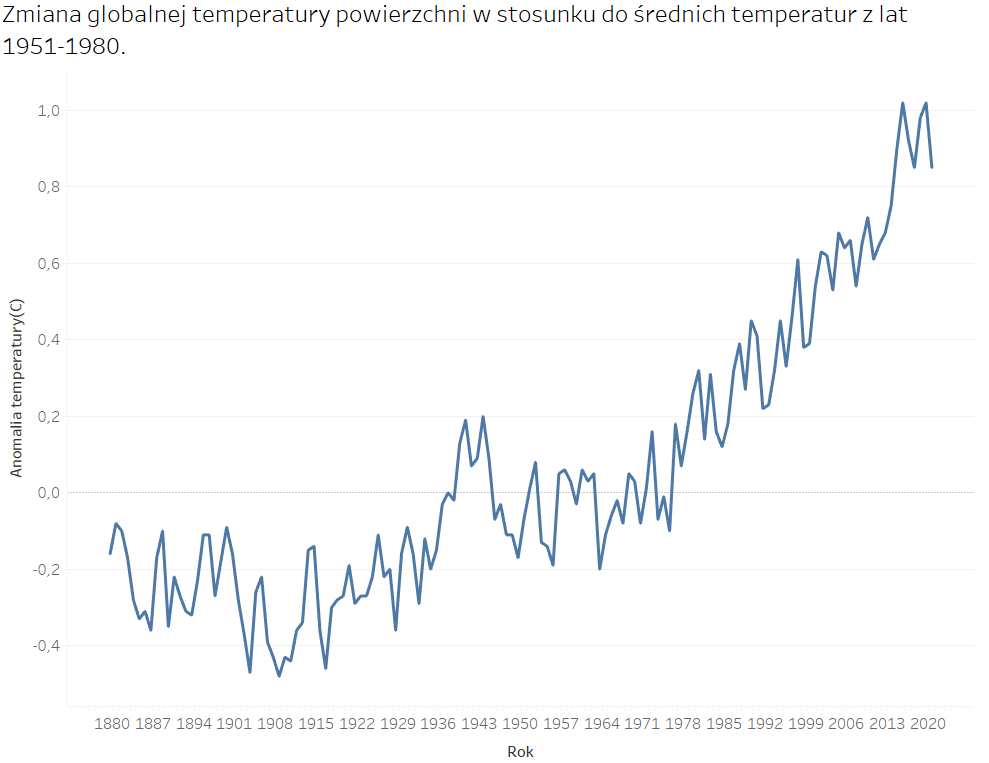 Zmiana globalnej temperatury powierzchni w stosunku do średnich temperatur z lat
1951-1980.
Anomalia temperatury(C)
1,0
0,8
0,6
0,4
0,2
0,0
-0,2
-0,4
1880 1887 1894 1901 1908 1915 1922 1929 1936 1943 1950 1957 1964 1971 1978 1985 1992 1999 2006 2013 2020
Rok